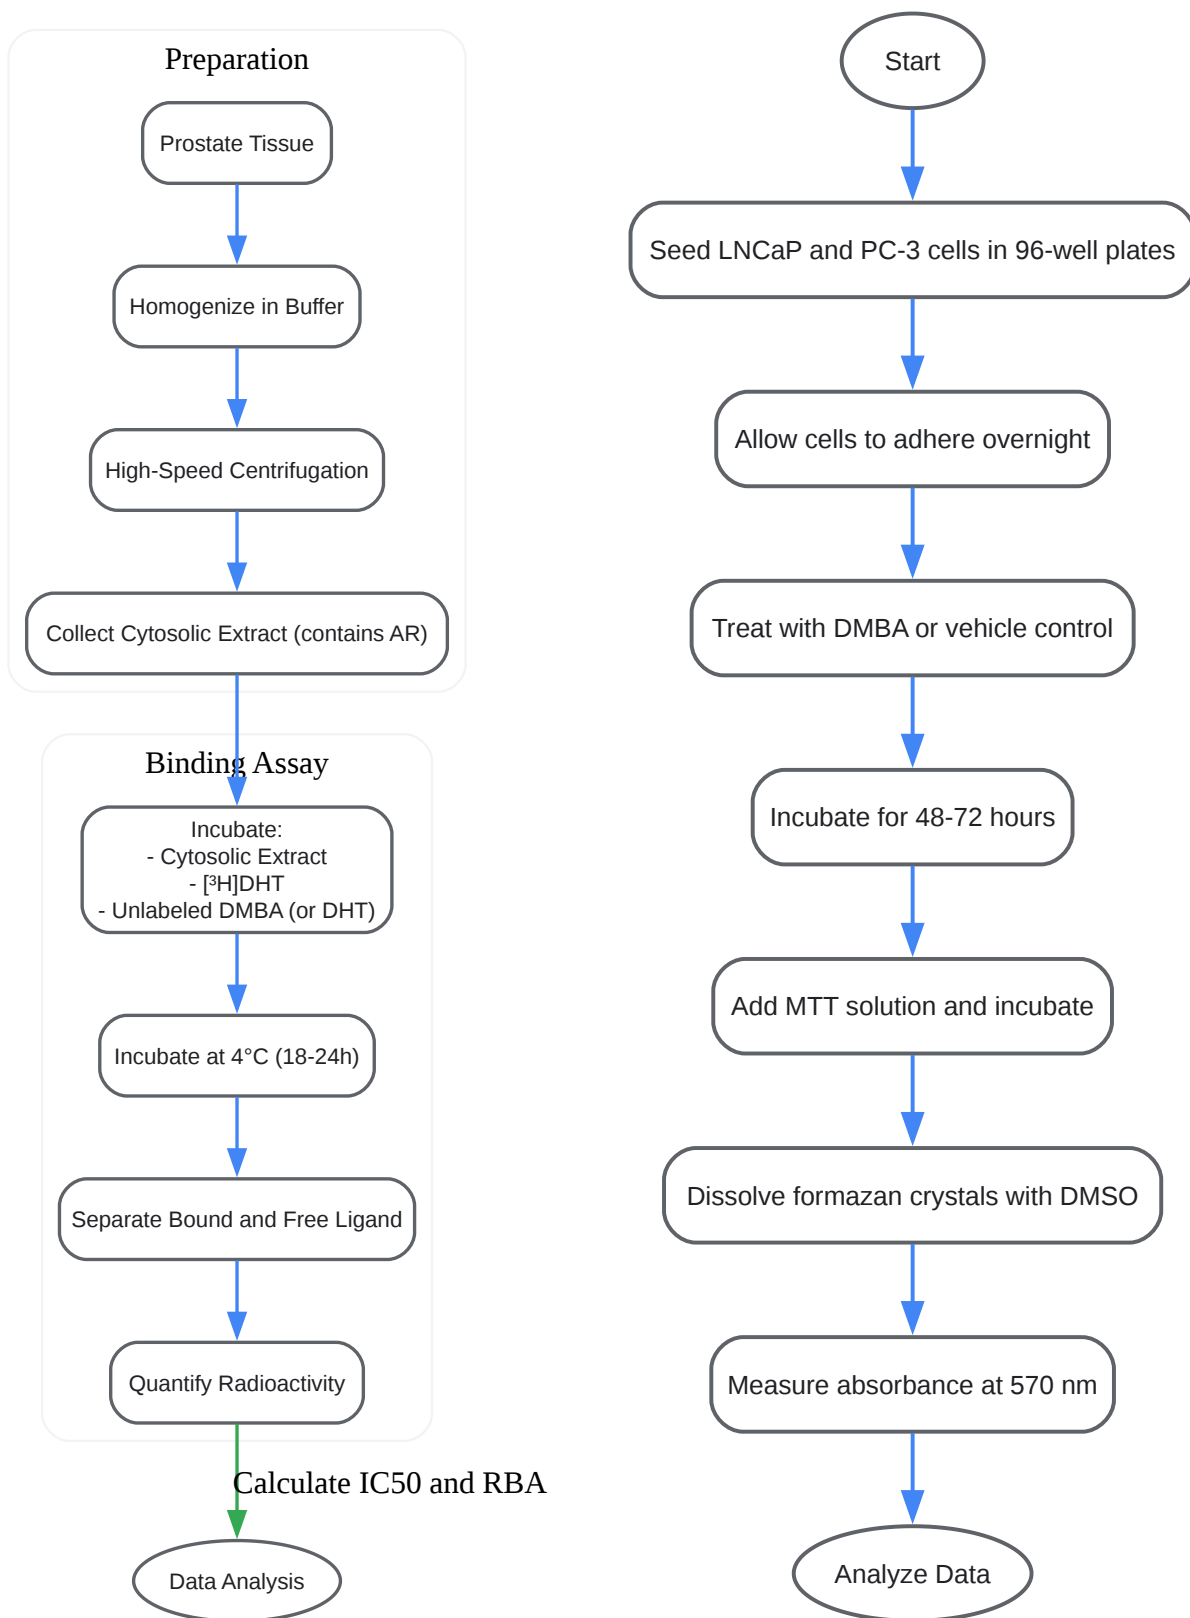 Preparation
Prostate Tissue
Homogenize in Buffer
High-Speed Centrifugation
Collect Cytosolic Extract (contains AR)
Binding Assay
Incubate:
- Cytosolic Extract
- [³H]DHT
- Unlabeled DMBA (or DHT)
Incubate at 4°C (18-24h)
Separate Bound and Free Ligand
Quantify Radioactivity
Calculate IC50 and RBA
Data Analysis
Start
Seed LNCaP and PC-3 cells in 96-well plates
Allow cells to adhere overnight
Treat with DMBA or vehicle control
Incubate for 48-72 hours
Add MTT solution and incubate
Dissolve formazan crystals with DMSO
Measure absorbance at 570 nm
Analyze Data